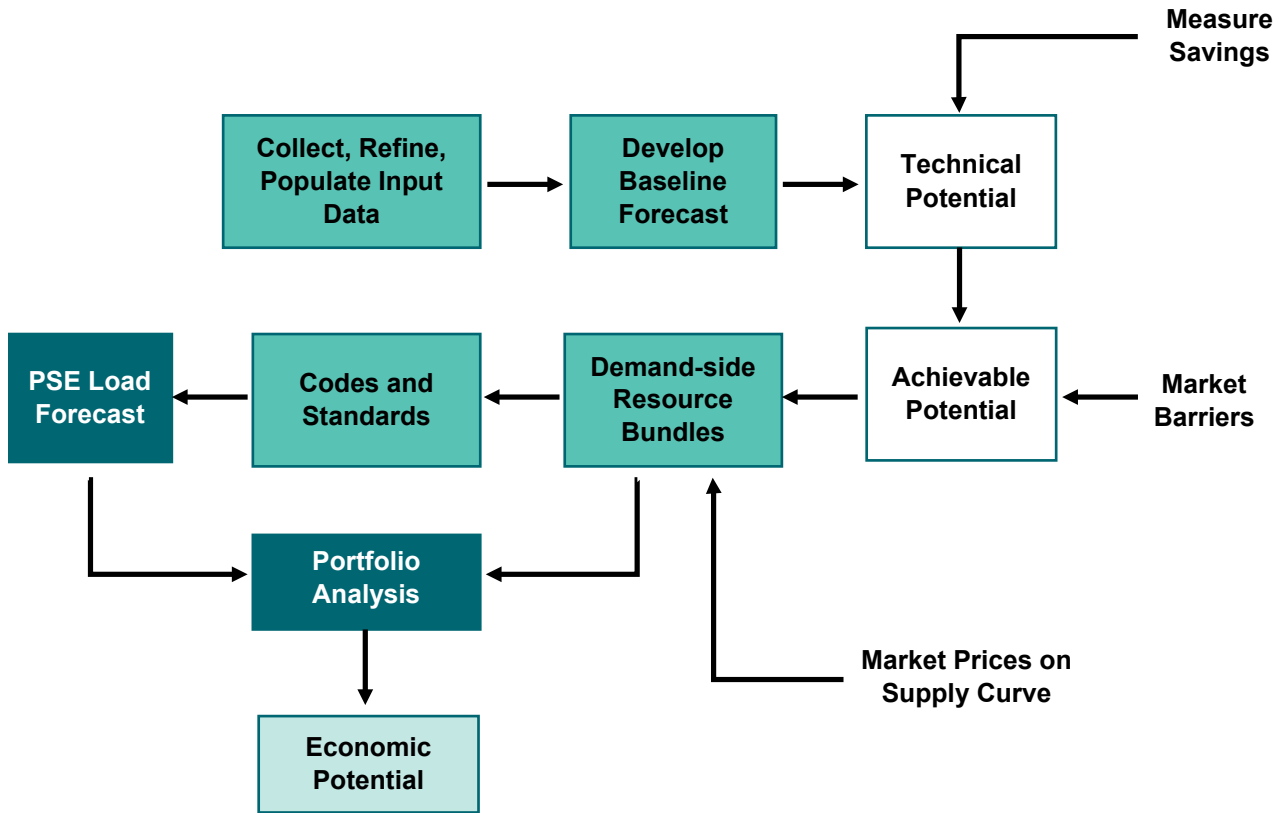 Measure
Savings
Collect, Refine,
Populate Input
Data
Develop
Baseline
Forecast
Technical
Potential
PSE Load
Forecast
Codes and
Standards
Demand-side
Resource
Bundles
Achievable
Potential
Market
Barriers
Portfolio
Analysis
Market Prices on
Supply Curve
Economic
Potential